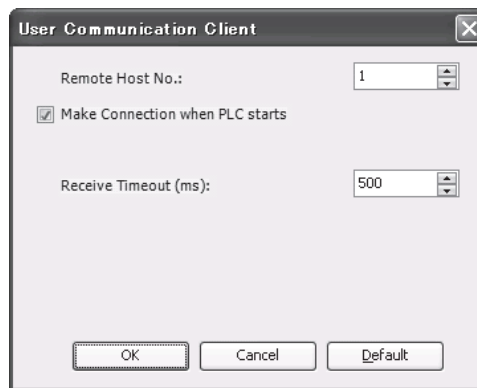 User Communication Client
Remote Host No.: 1
Make Connection when PLC starts
Receive Timeout (ms): 500
OK Cancel Default